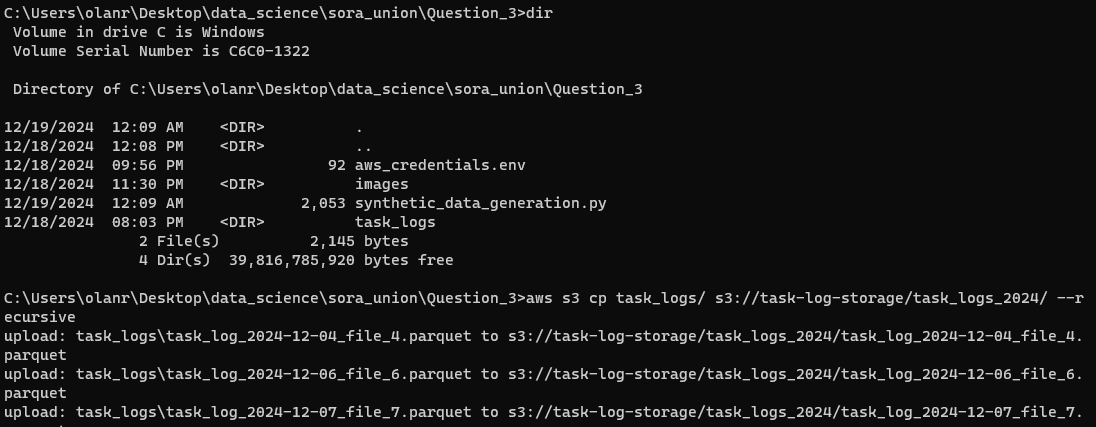 C:\Users\olanr\Desktop\data_science\sora_union\Question_3>dir
 Volume in drive C is Windows
 Volume Serial Number is C6C0-1322

 Directory of C:\Users\olanr\Desktop\data_science\sora_union\Question_3

12/19/2024  12:09 AM    <DIR>          .
12/18/2024  12:08 PM    <DIR>          ..
12/18/2024  09:56 PM                92 aws_credentials.env
12/18/2024  11:30 PM    <DIR>          images
12/19/2024  12:09 AM             2,053 synthetic_data_generation.py
12/18/2024  08:03 PM    <DIR>          task_logs
               2 File(s)          2,145 bytes
               4 Dir(s)  39,816,785,920 bytes free

C:\Users\olanr\Desktop\data_science\sora_union\Question_3>aws s3 cp task_logs/ s3://task-log-storage/task_logs_2024/ --r
ecursive
upload: task_logs\task_log_2024-12-04_file_4.parquet to s3://task-log-storage/task_logs_2024/task_log_2024-12-04_file_4.
parquet
upload: task_logs\task_log_2024-12-06_file_6.parquet to s3://task-log-storage/task_logs_2024/task_log_2024-12-06_file_6.
parquet
upload: task_logs\task_log_2024-12-07_file_7.parquet to s3://task-log-storage/task_logs_2024/task_log_2024-12-07_file_7.